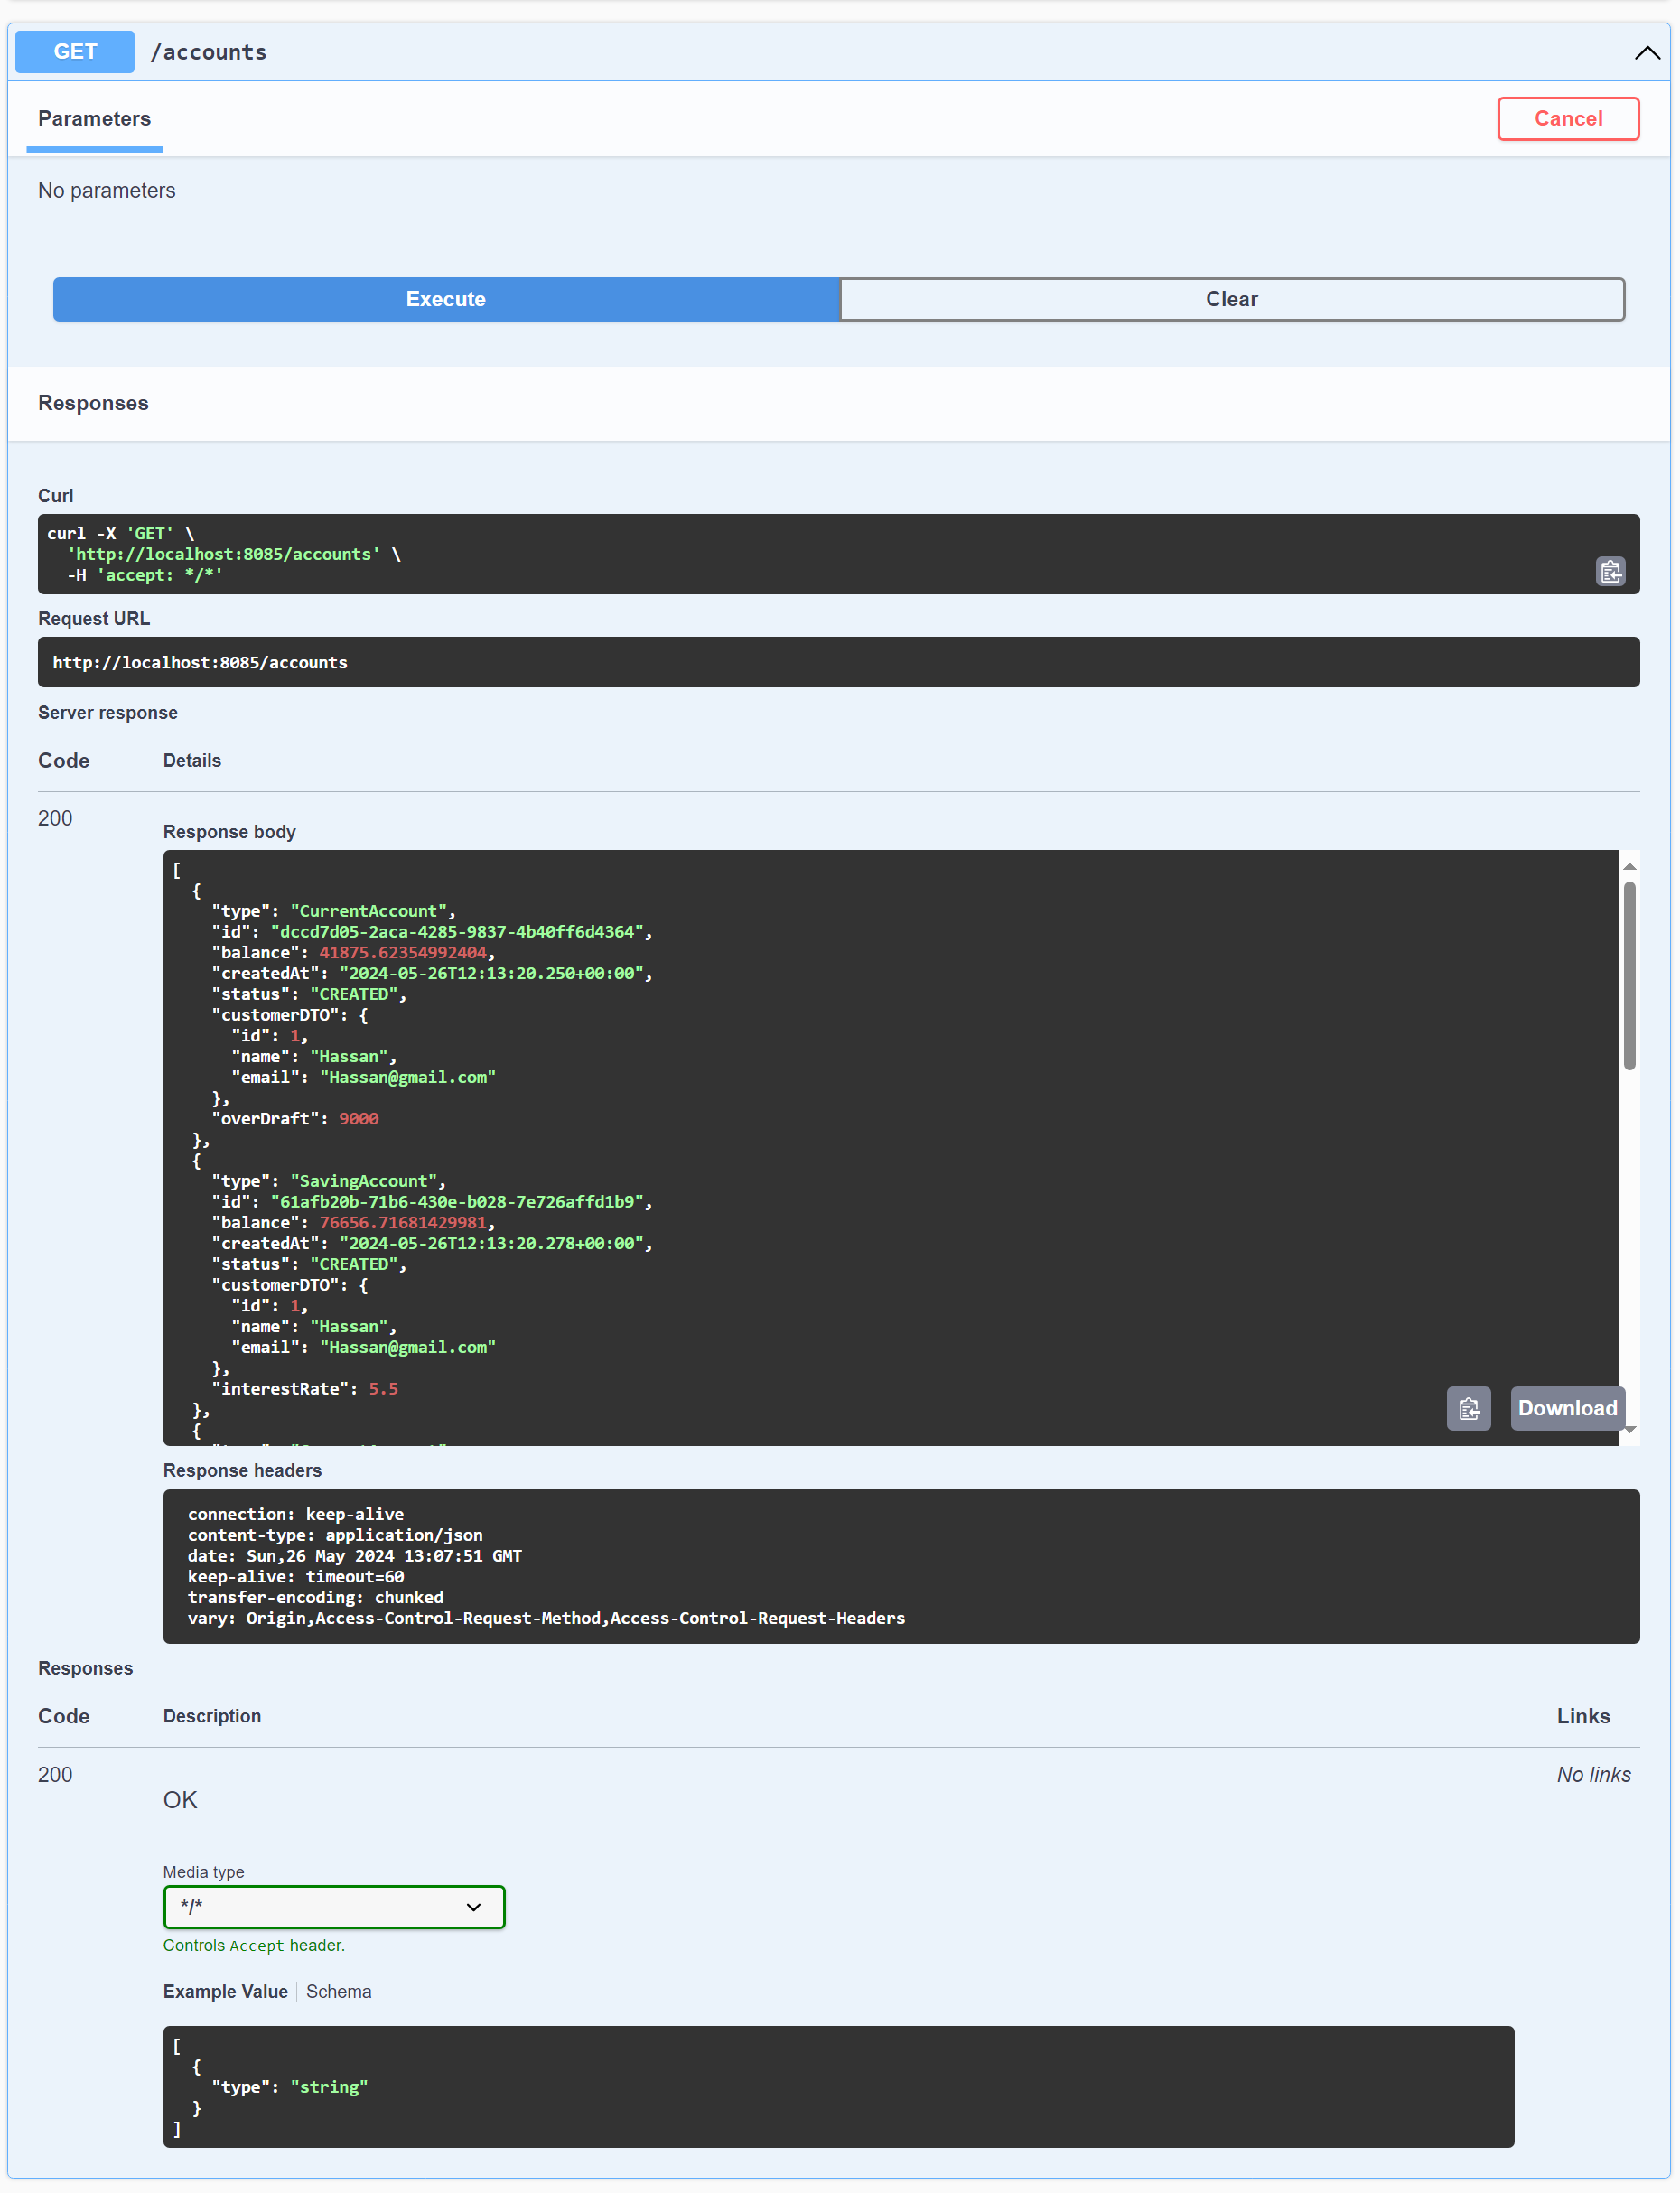 GET /accounts
Parameters Cancel
No parameters
Execute Clear
Responses
Curl
curl -X 'GET' \
  'http://localhost:8085/accounts' \
  -H 'accept: */*'
Request URL
http://localhost:8085/accounts
Server response
Code Details
200
Response body
[
  {
    "type": "CurrentAccount",
    "id": "dccd7d05-2aca-4285-9837-4b40ff6d4364",
    "balance": 41875.62354992404,
    "createdAt": "2024-05-26T12:13:20.250+00:00",
    "status": "CREATED",
    "customerDTO": {
      "id": 1,
      "name": "Hassan",
      "email": "Hassan@gmail.com"
    },
    "overDraft": 9000
  },
  {
    "type": "SavingAccount",
    "id": "61afb20b-71b6-430e-b028-7e726affd1b9",
    "balance": 76656.71681429981,
    "createdAt": "2024-05-26T12:13:20.278+00:00",
    "status": "CREATED",
    "customerDTO": {
      "id": 1,
      "name": "Hassan",
      "email": "Hassan@gmail.com"
    },
    "interestRate": 5.5
  },
  {
Download
Response headers
connection: keep-alive
content-type: application/json
date: Sun,26 May 2024 13:07:51 GMT
keep-alive: timeout=60
transfer-encoding: chunked
vary: Origin,Access-Control-Request-Method,Access-Control-Request-Headers
Responses
Code Description Links
200 No links
OK
Media type
*/*
Controls Accept header.
Example Value Schema
[
  {
    "type": "string"
  }
]